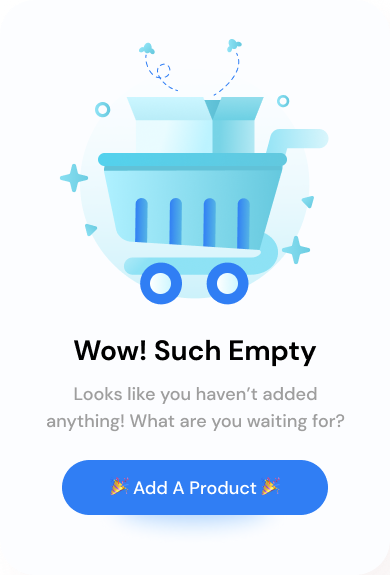 Wow! Such Empty
Looks like you haven’t added
anything! What are you waiting for?
🎉 Add A Product 🎉